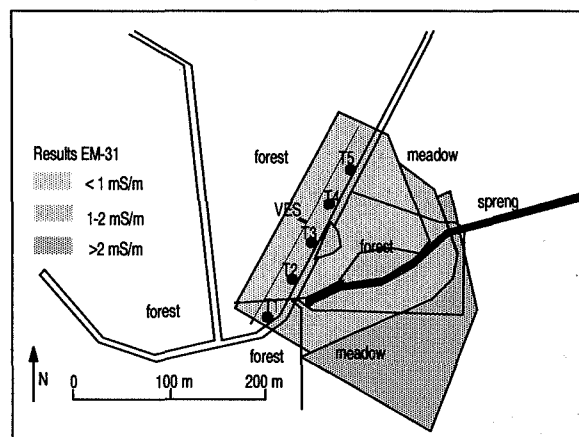 Results EM-31
< 1 mS/m
1-2 mS/m
>2 mS/m
forest
meadow
spreng
T5
T4
VES
T3
T2
T1
forest
forest
forest
meadow
N
0
100 m
200 m